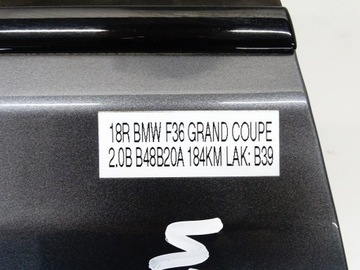 18R BMW F36 GRAND COUPE
2.0B B48B20A 184KM LAK: B39